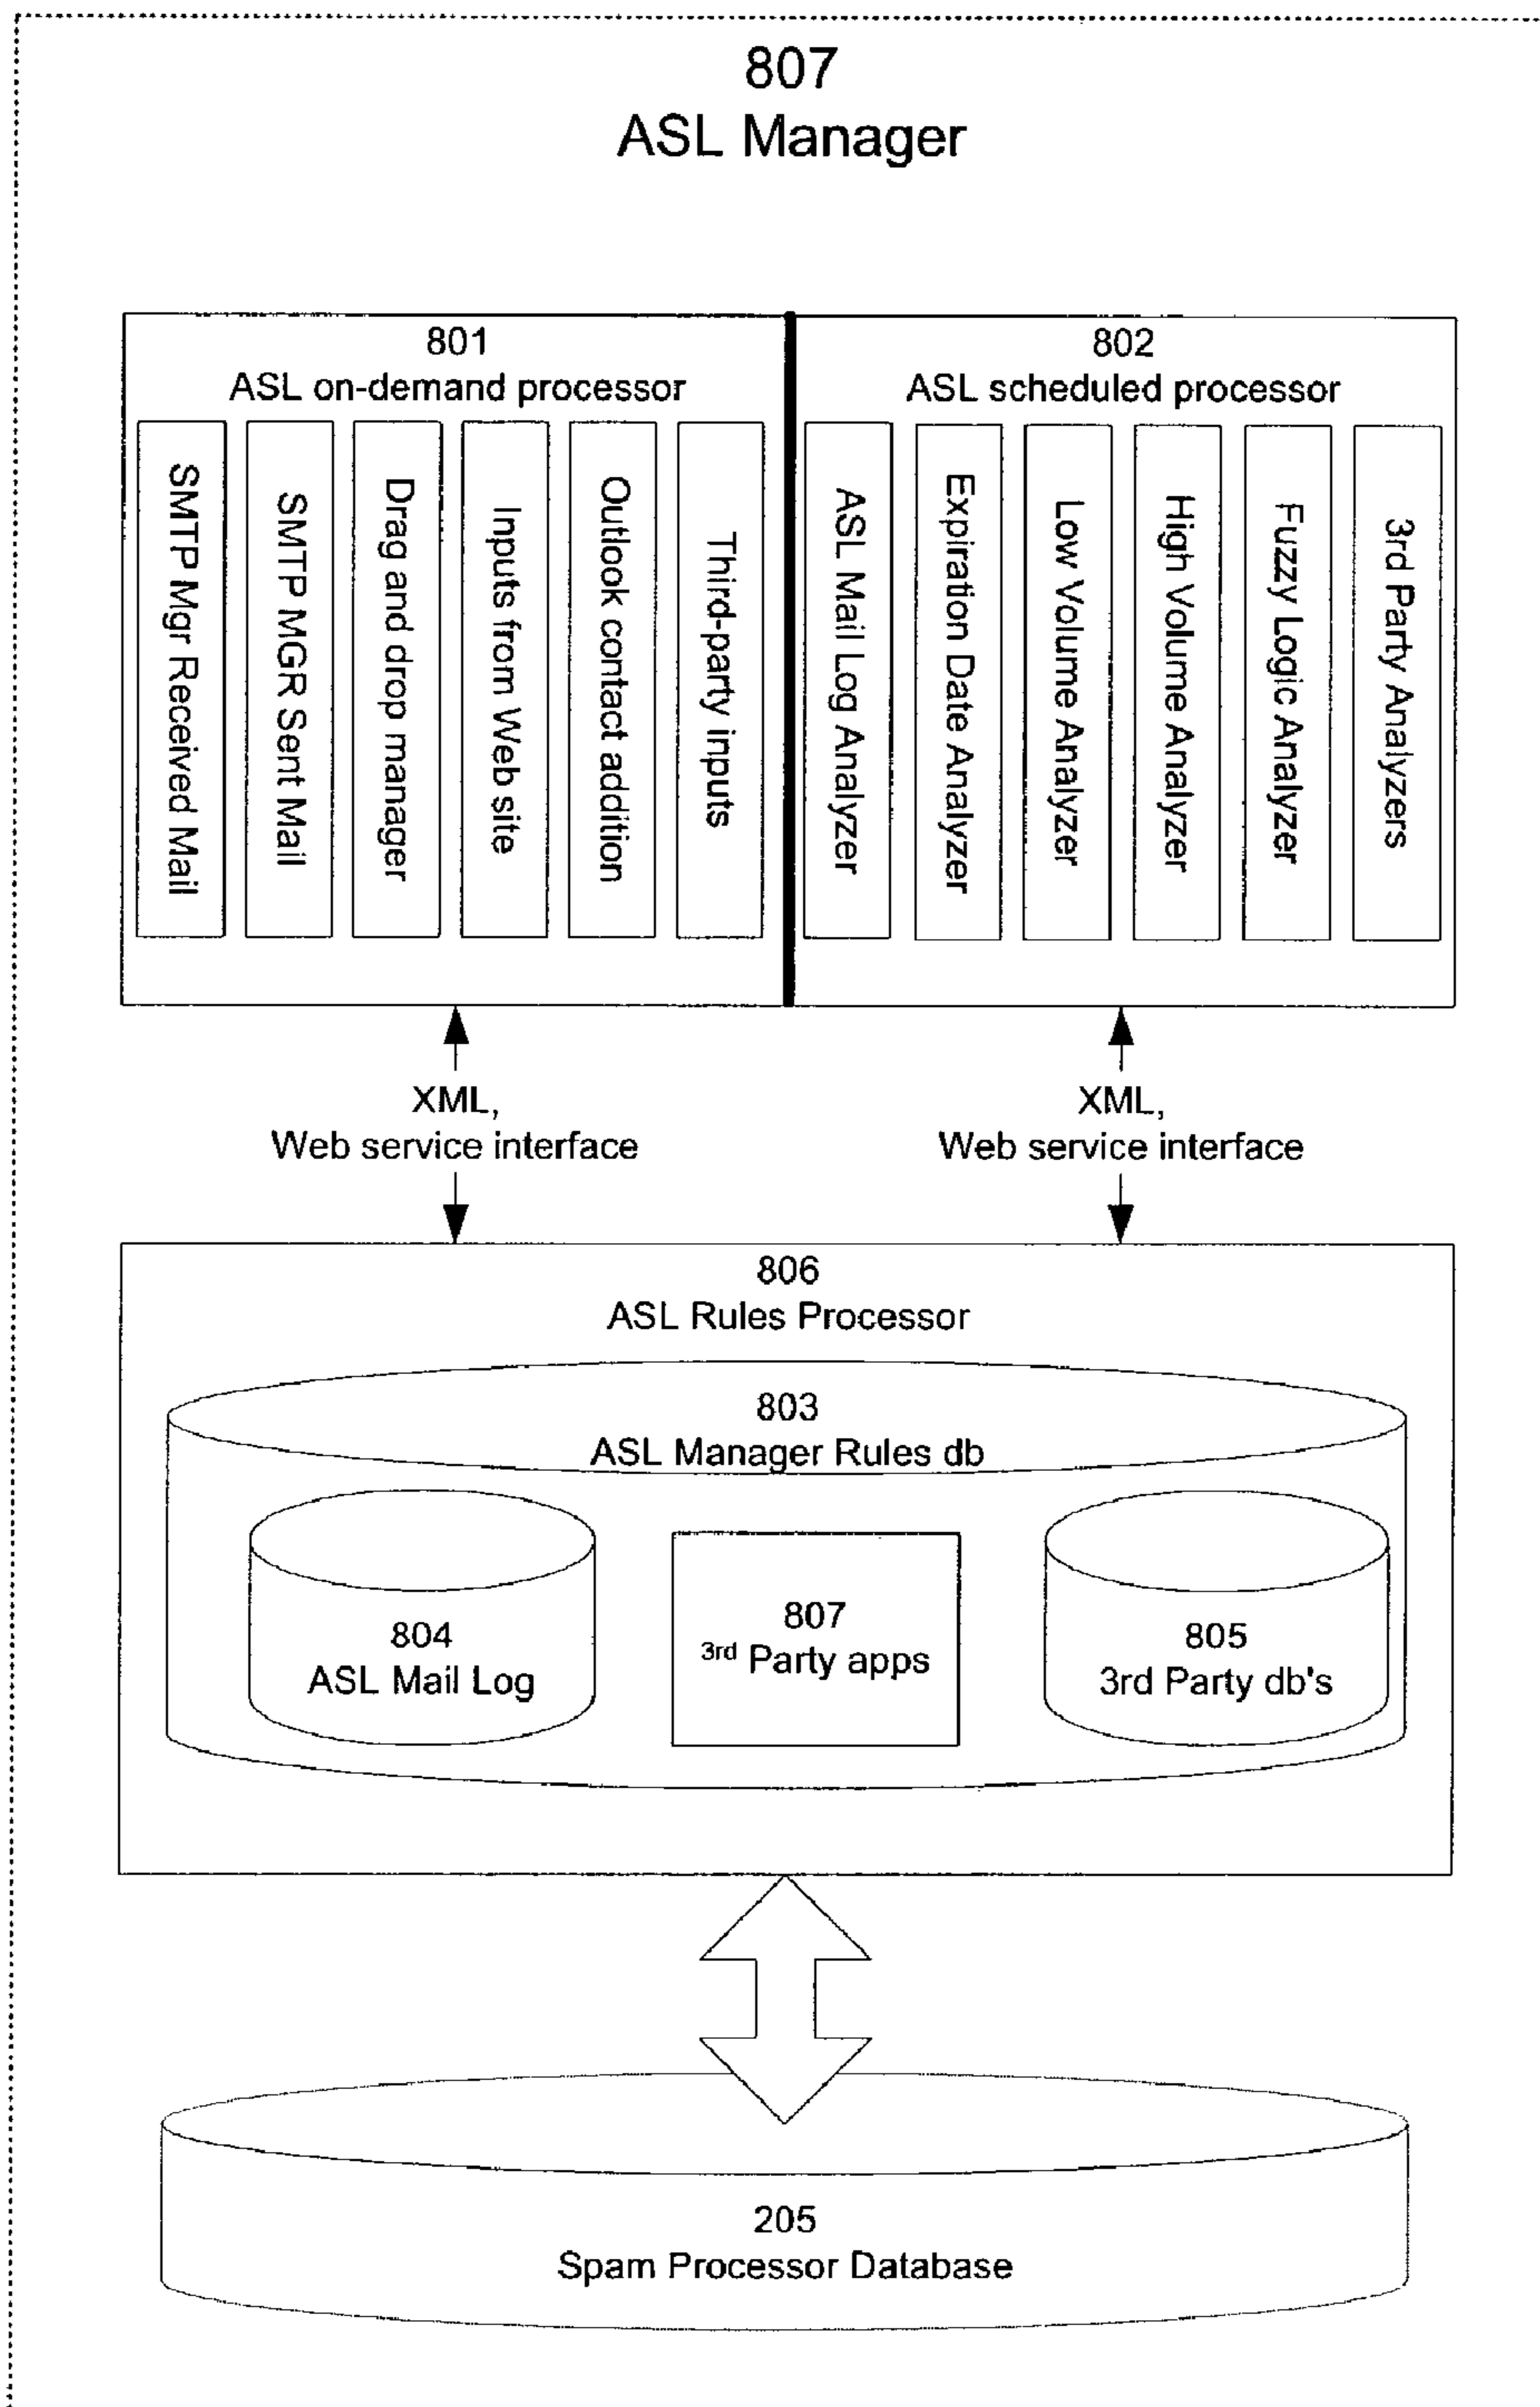 807
ASL Manager
801
ASL on-demand processor
SMTP Mgr Received Mail
SMTP MGR Sent Mail
Drag and drop manager
Inputs from Web site
Outlook contact addition
Third-party inputs
802
ASL scheduled processor
ASL Mail Log Analyzer
Expiration Date Analyzer
Low Volume Analyzer
High Volume Analyzer
Fuzzy Logic Analyzer
3rd Party Analyzers
XML,
Web service interface
XML,
Web service interface
806
ASL Rules Processor
803
ASL Manager Rules db
804
ASL Mail Log
807
3rd Party apps
805
3rd Party db's
205
Spam Processor Database